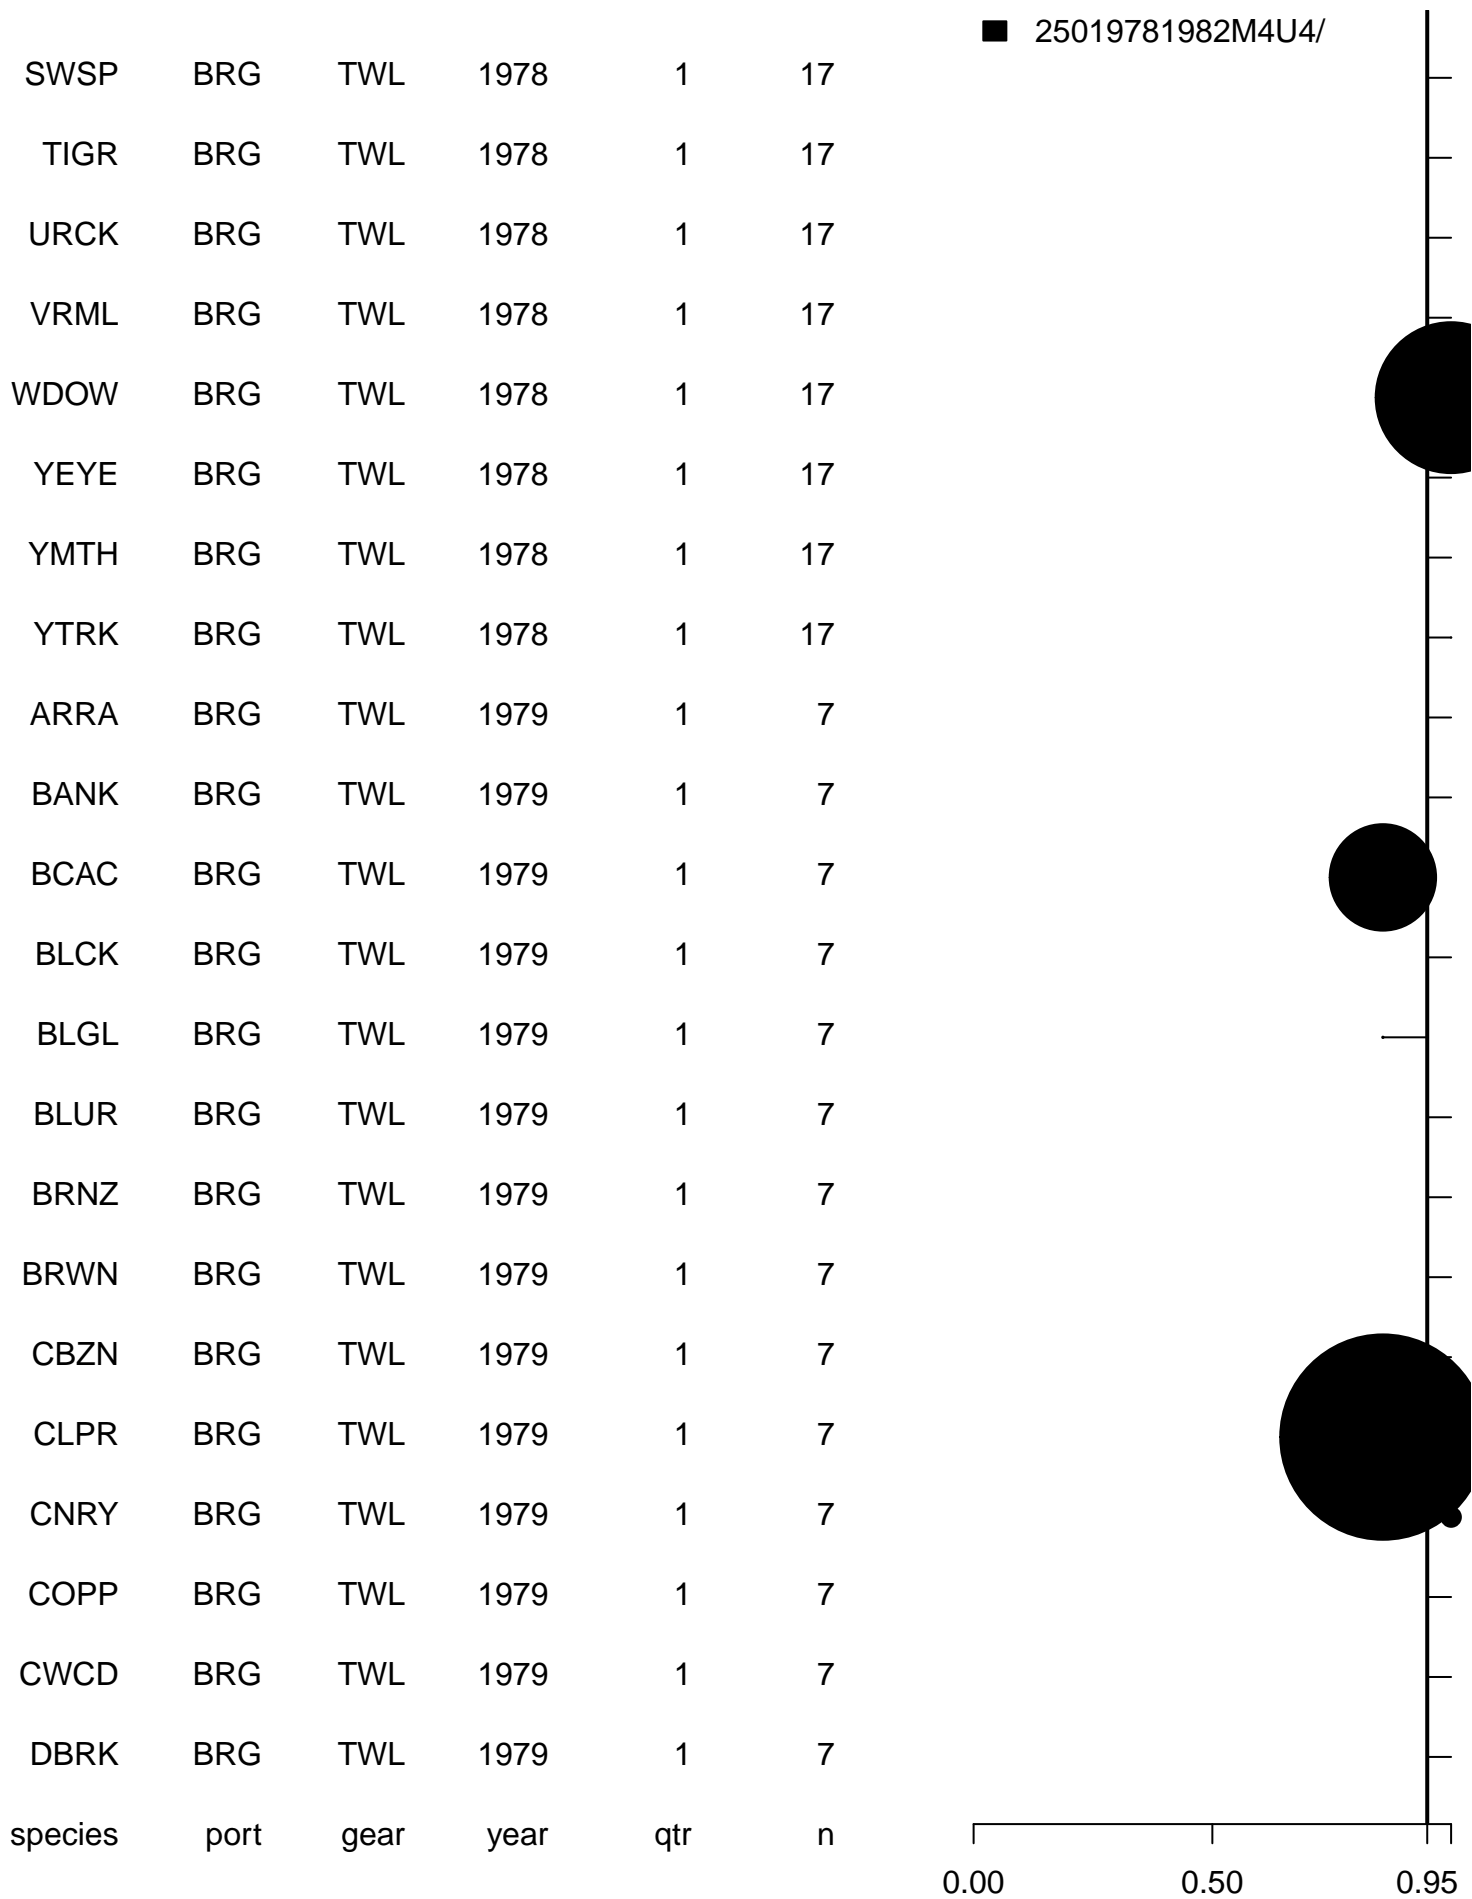 25019781982M4U4/
SWSP BRG TWL 1978 1 17
TIGR BRG TWL 1978 1 17
URCK BRG TWL 1978 1 17
VRML BRG TWL 1978 1 17
WDOW BRG TWL 1978 1 17
YEYE BRG TWL 1978 1 17
YMTH BRG TWL 1978 1 17
YTRK BRG TWL 1978 1 17
ARRA BRG TWL 1979 1 7
BANK BRG TWL 1979 1 7
BCAC BRG TWL 1979 1 7
BLCK BRG TWL 1979 1 7
BLGL BRG TWL 1979 1 7
BLUR BRG TWL 1979 1 7
BRNZ BRG TWL 1979 1 7
BRWN BRG TWL 1979 1 7
CBZN BRG TWL 1979 1 7
CLPR BRG TWL 1979 1 7
CNRY BRG TWL 1979 1 7
COPP BRG TWL 1979 1 7
CWCD BRG TWL 1979 1 7
DBRK BRG TWL 1979 1 7
species port gear year qtr n
0.00 0.50 0.95